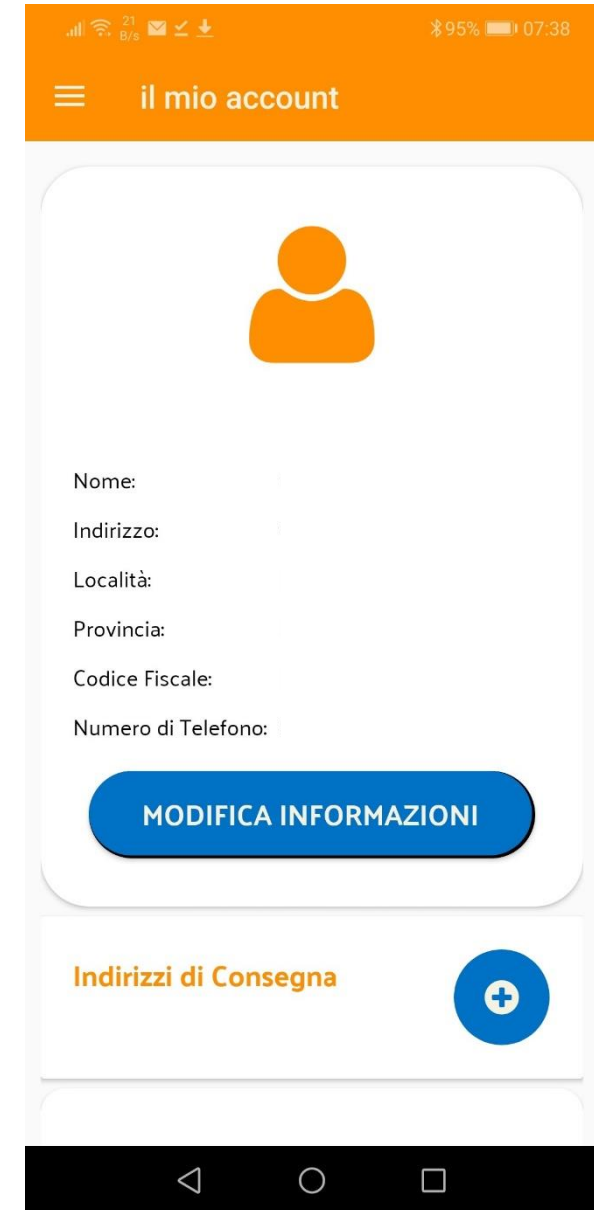 21
B/s
95% 07:38
il mio account
Nome:
Indirizzo:
Località:
Provincia:
Codice Fiscale:
Numero di Telefono:
MODIFICA INFORMAZIONI
Indirizzi di Consegna